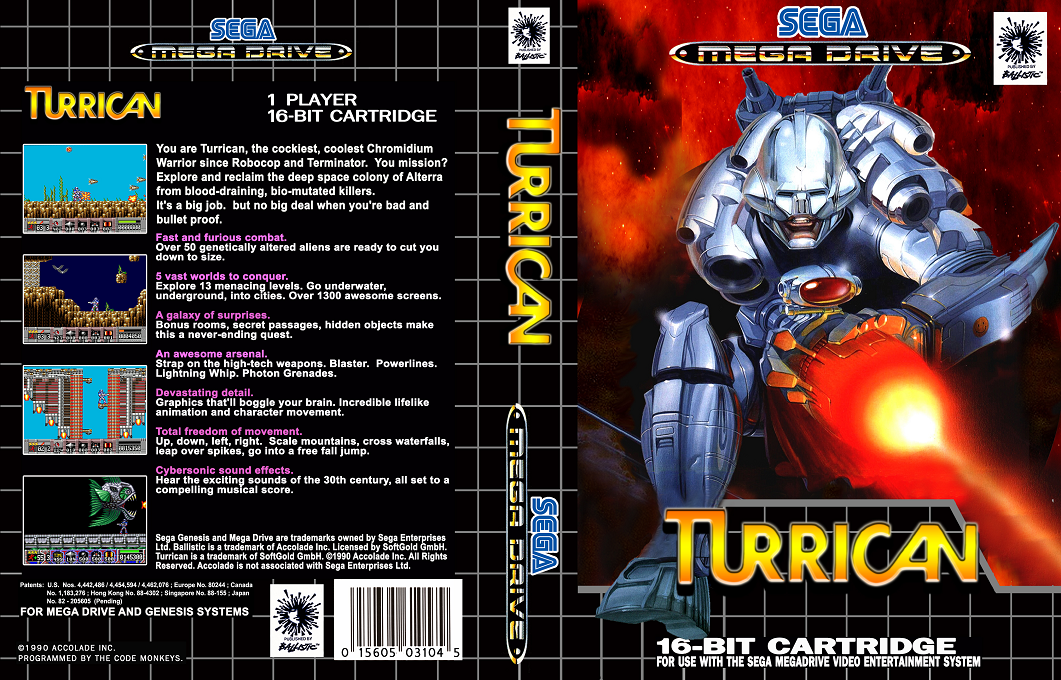 SEGA
MEGA DRIVE
PUBLISHED BY
BALLISTIC
TURRICAN
1 PLAYER
16-BIT CARTRIDGE
You are Turrican, the cockiest, coolest Chromidium
Warrior since Robocop and Terminator. You mission?
Explore and reclaim the deep space colony of Alterra
from blood-draining, bio-mutated killers.
It's a big job. but no big deal when you're bad and
bullet proof.
Fast and furious combat.
Over 50 genetically altered aliens are ready to cut you
down to size.
5 vast worlds to conquer.
Explore 13 menacing levels. Go underwater,
underground, into cities. Over 1300 awesome screens.
A galaxy of surprises.
Bonus rooms, secret passages, hidden objects make
this a never-ending quest.
An awesome arsenal.
Strap on the high-tech weapons. Blaster. Powerlines.
Lightning Whip. Photon Grenades.
Devastating detail.
Graphics that'll boggle your brain. Incredible lifelike
animation and character movement.
Total freedom of movement.
Up, down, left, right. Scale mountains, cross waterfalls,
leap over spikes, go into a free fall jump.
Cybersonic sound effects.
Hear the exciting sounds of the 30th century, all set to a
compelling musical score.
Sega Genesis and Mega Drive are trademarks owned by Sega Enterprises
Ltd. Ballistic is a trademark of Accolade Inc. Licensed by SoftGold GmbH.
Turrican is a trademark of SoftGold GmbH. ©1990 Accolade Inc. All Rights
Reserved. Accolade is not associated with Sega Enterprises Ltd.
Patents: U.S. Nos. 4,442,486 / 4,454,594 / 4,462,076 ; Europe No. 80244 ; Canada
No. 1,183,276 ; Hong Kong No. 88-4302 ; Singapore No. 88-155 ; Japan
No. 82 - 205605 (Pending)
FOR MEGA DRIVE AND GENESIS SYSTEMS
©1990 ACCOLADE INC.
PROGRAMMED BY THE CODE MONKEYS.
PUBLISHED BY
BALLISTIC
0 15605 03104 5
TURRICAN
MEGA DRIVE
SEGA
SEGA
MEGA DRIVE
PUBLISHED BY
BALLISTIC
TURRICAN
16-BIT CARTRIDGE
FOR USE WITH THE SEGA MEGADRIVE VIDEO ENTERTAINMENT SYSTEM